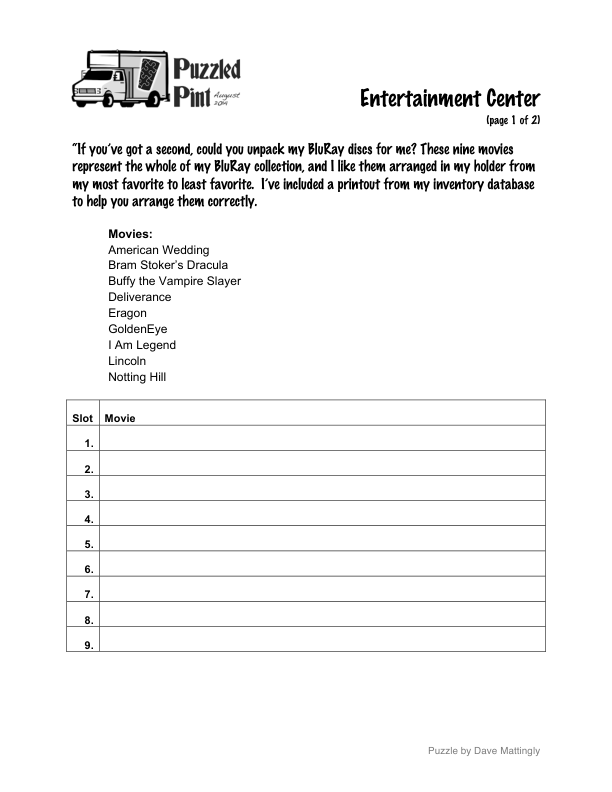 Puzzled
Pint August
2014
Entertainment Center
(page 1 of 2)
"If you've got a second, could you unpack my BluRay discs for me? These nine movies
represent the whole of my BluRay collection, and I like them arranged in my holder from
my most favorite to least favorite.  I've included a printout from my inventory database
to help you arrange them correctly.
Movies:
American Wedding
Bram Stoker's Dracula
Buffy the Vampire Slayer
Deliverance
Eragon
GoldenEye
I Am Legend
Lincoln
Notting Hill
Slot Movie
1.
2.
3.
4.
5.
6.
7.
8.
9.
Puzzle by Dave Mattingly